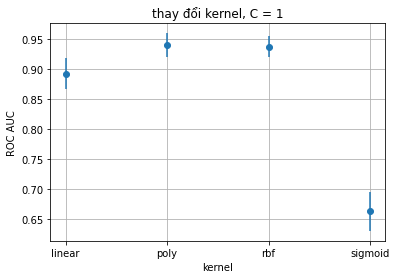 thay đổi kernel, C = 1
ROC AUC
0.95
0.90
0.85
0.80
0.75
0.70
0.65
linear poly rbf sigmoid
kernel